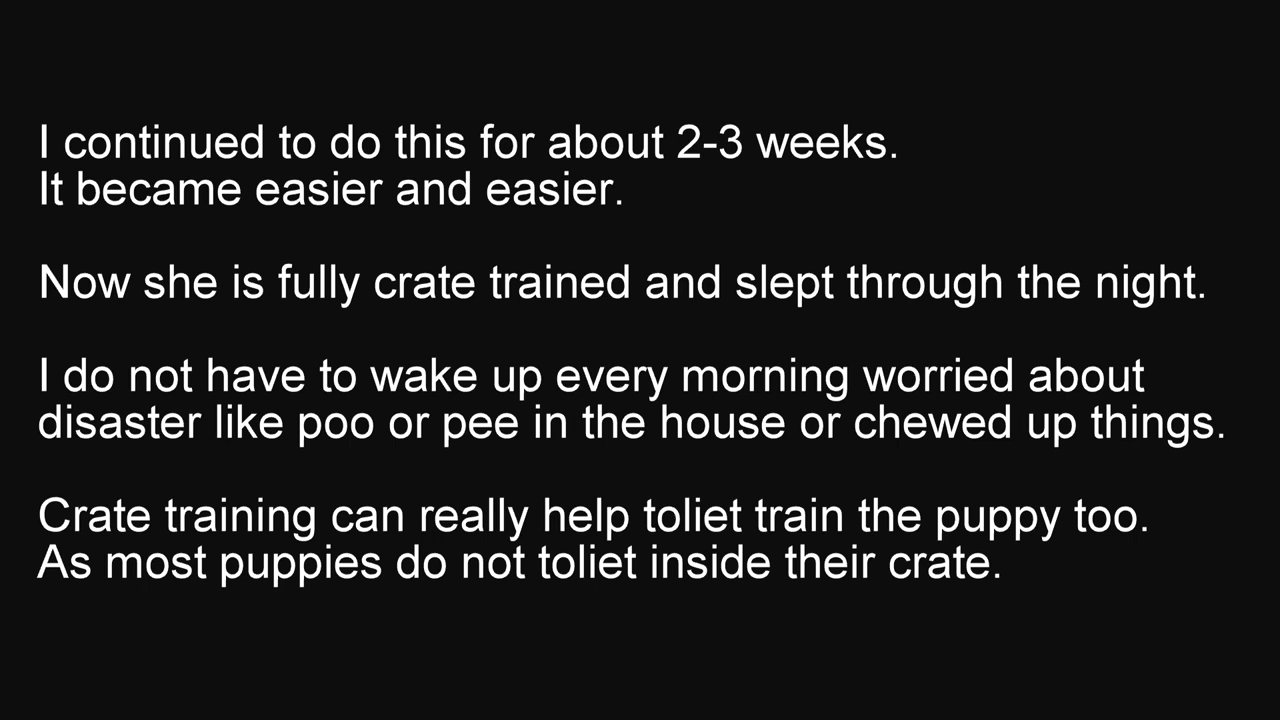 I continued to do this for about 2-3 weeks.
It became easier and easier.
Now she is fully crate trained and slept through the night.
I do not have to wake up every morning worried about
disaster like poo or pee in the house or chewed up things.
Crate training can really help toliet train the puppy too.
As most puppies do not toliet inside their crate.